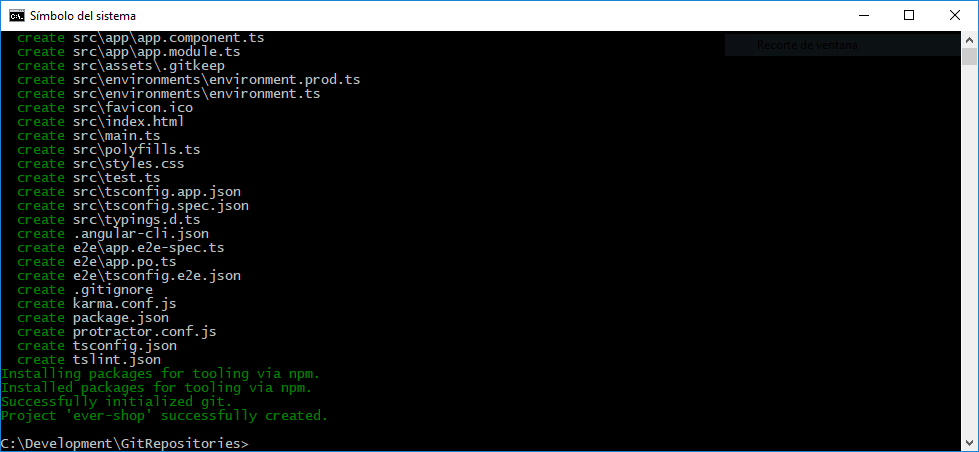 Símbolo del sistema
create src\app\app.component.ts
Recorte de ventana
create src\app\app.module.ts
create src\assets\.gitkeep
create src\environments\environment.prod.ts
create src\environments\environment.ts
create src\favicon.ico
create src\index.html
create src\main.ts
create src\polyfills.ts
create src\styles.css
create src\test.ts
create src\tsconfig.app.json
create src\tsconfig.spec.json
create src\typings.d.ts
create .angular-cli.json
create e2e\app.e2e-spec.ts
create e2e\app.po.ts
create e2e\tsconfig.e2e.json
create .gitignore
create karma.conf.js
create package.json
create protractor.conf.js
create tsconfig.json
create tslint.json
Installing packages for tooling via npm.
Installed packages for tooling via npm.
Successfully initialized git.
Project 'ever-shop' successfully created.
C:\Development\GitRepositories>